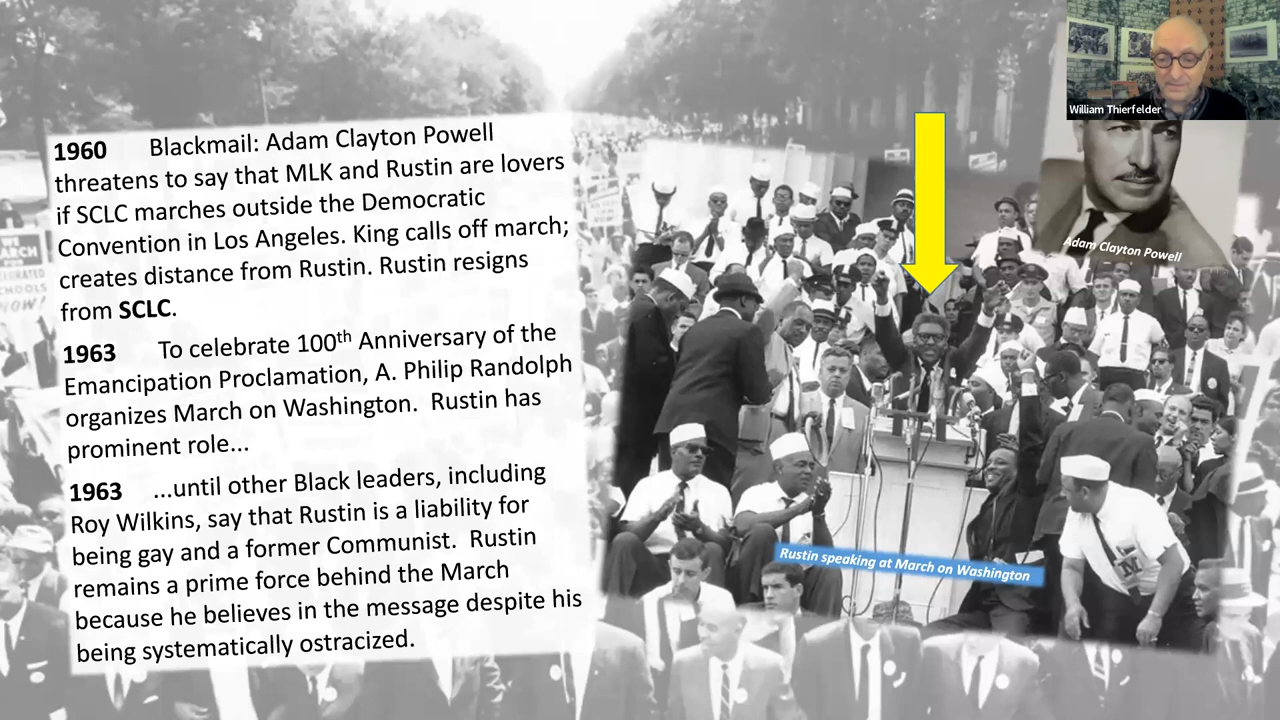 1960 Blackmail: Adam Clayton Powell
threatens to say that MLK and Rustin are lovers
if SCLC marches outside the Democratic
Convention in Los Angeles. King calls off march;
creates distance from Rustin. Rustin resigns
from SCLC.
1963 To celebrate 100th Anniversary of the
Emancipation Proclamation, A. Philip Randolph
organizes March on Washington. Rustin has
prominent role...
1963 ...until other Black leaders, including
Roy Wilkins, say that Rustin is a liability for
being gay and a former Communist. Rustin
remains a prime force behind the March
because he believes in the message despite his
being systematically ostracized.
William Thierfelder
Adam Clayton Powell
Rustin speaking at March on Washington
WE
MARCH
SCHOOLS
NOW!